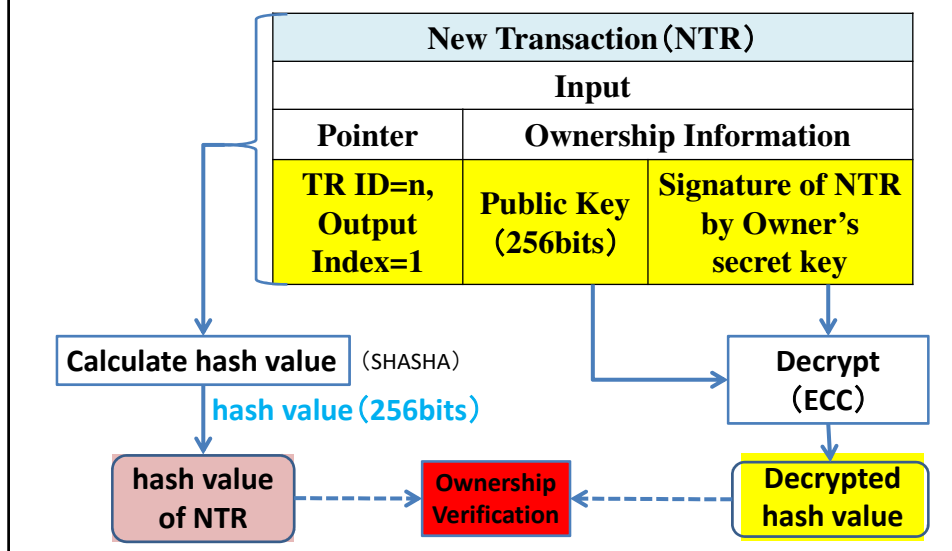 New Transaction（NTR）
Input
Pointer
Ownership Information
TR ID=n,
Output
Index=1
Public Key
（256bits）
Signature of NTR
by Owner’s
secret key
Calculate hash value
（SHASHA）
hash value（256bits）
Decrypt
（ECC）
hash value
of NTR
Ownership
Verification
Decrypted
hash value